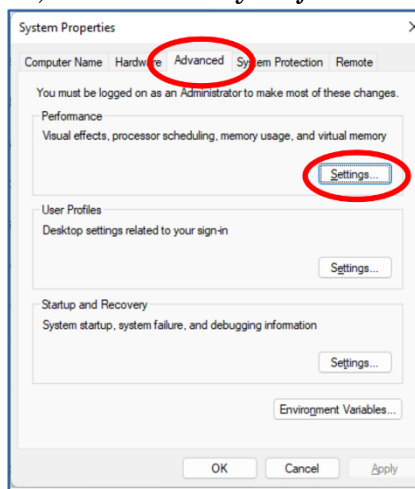 System Properties
Computer Name Hardware Advanced System Protection Remote
You must be logged on as an Administrator to make most of these changes.
Performance
Visual effects, processor scheduling, memory usage, and virtual memory
Settings...
User Profiles
Desktop settings related to your sign-in
Settings...
Startup and Recovery
System startup, system failure, and debugging information
Settings...
Environment Variables...
OK Cancel Apply